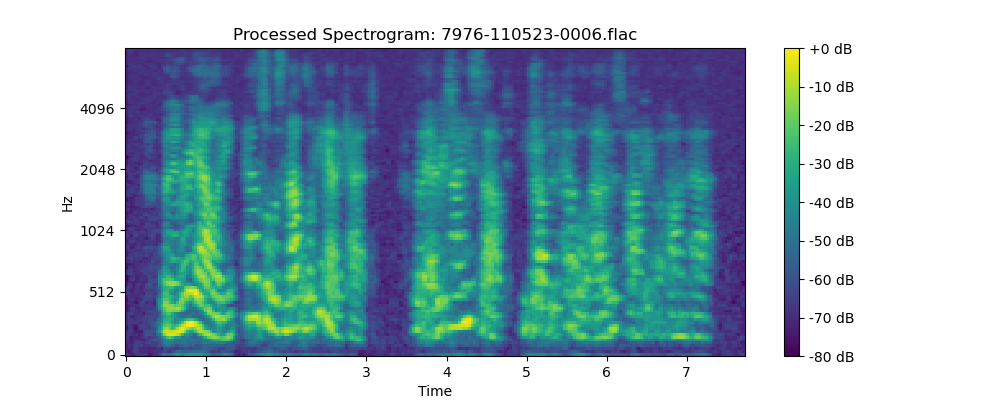 Processed Spectrogram: 7976-110523-0006.flac
Hz
4096
2048
1024
512
0
0 1 2 3 4 5 6 7
Time
+0 dB
-10 dB
-20 dB
-30 dB
-40 dB
-50 dB
-60 dB
-70 dB
-80 dB